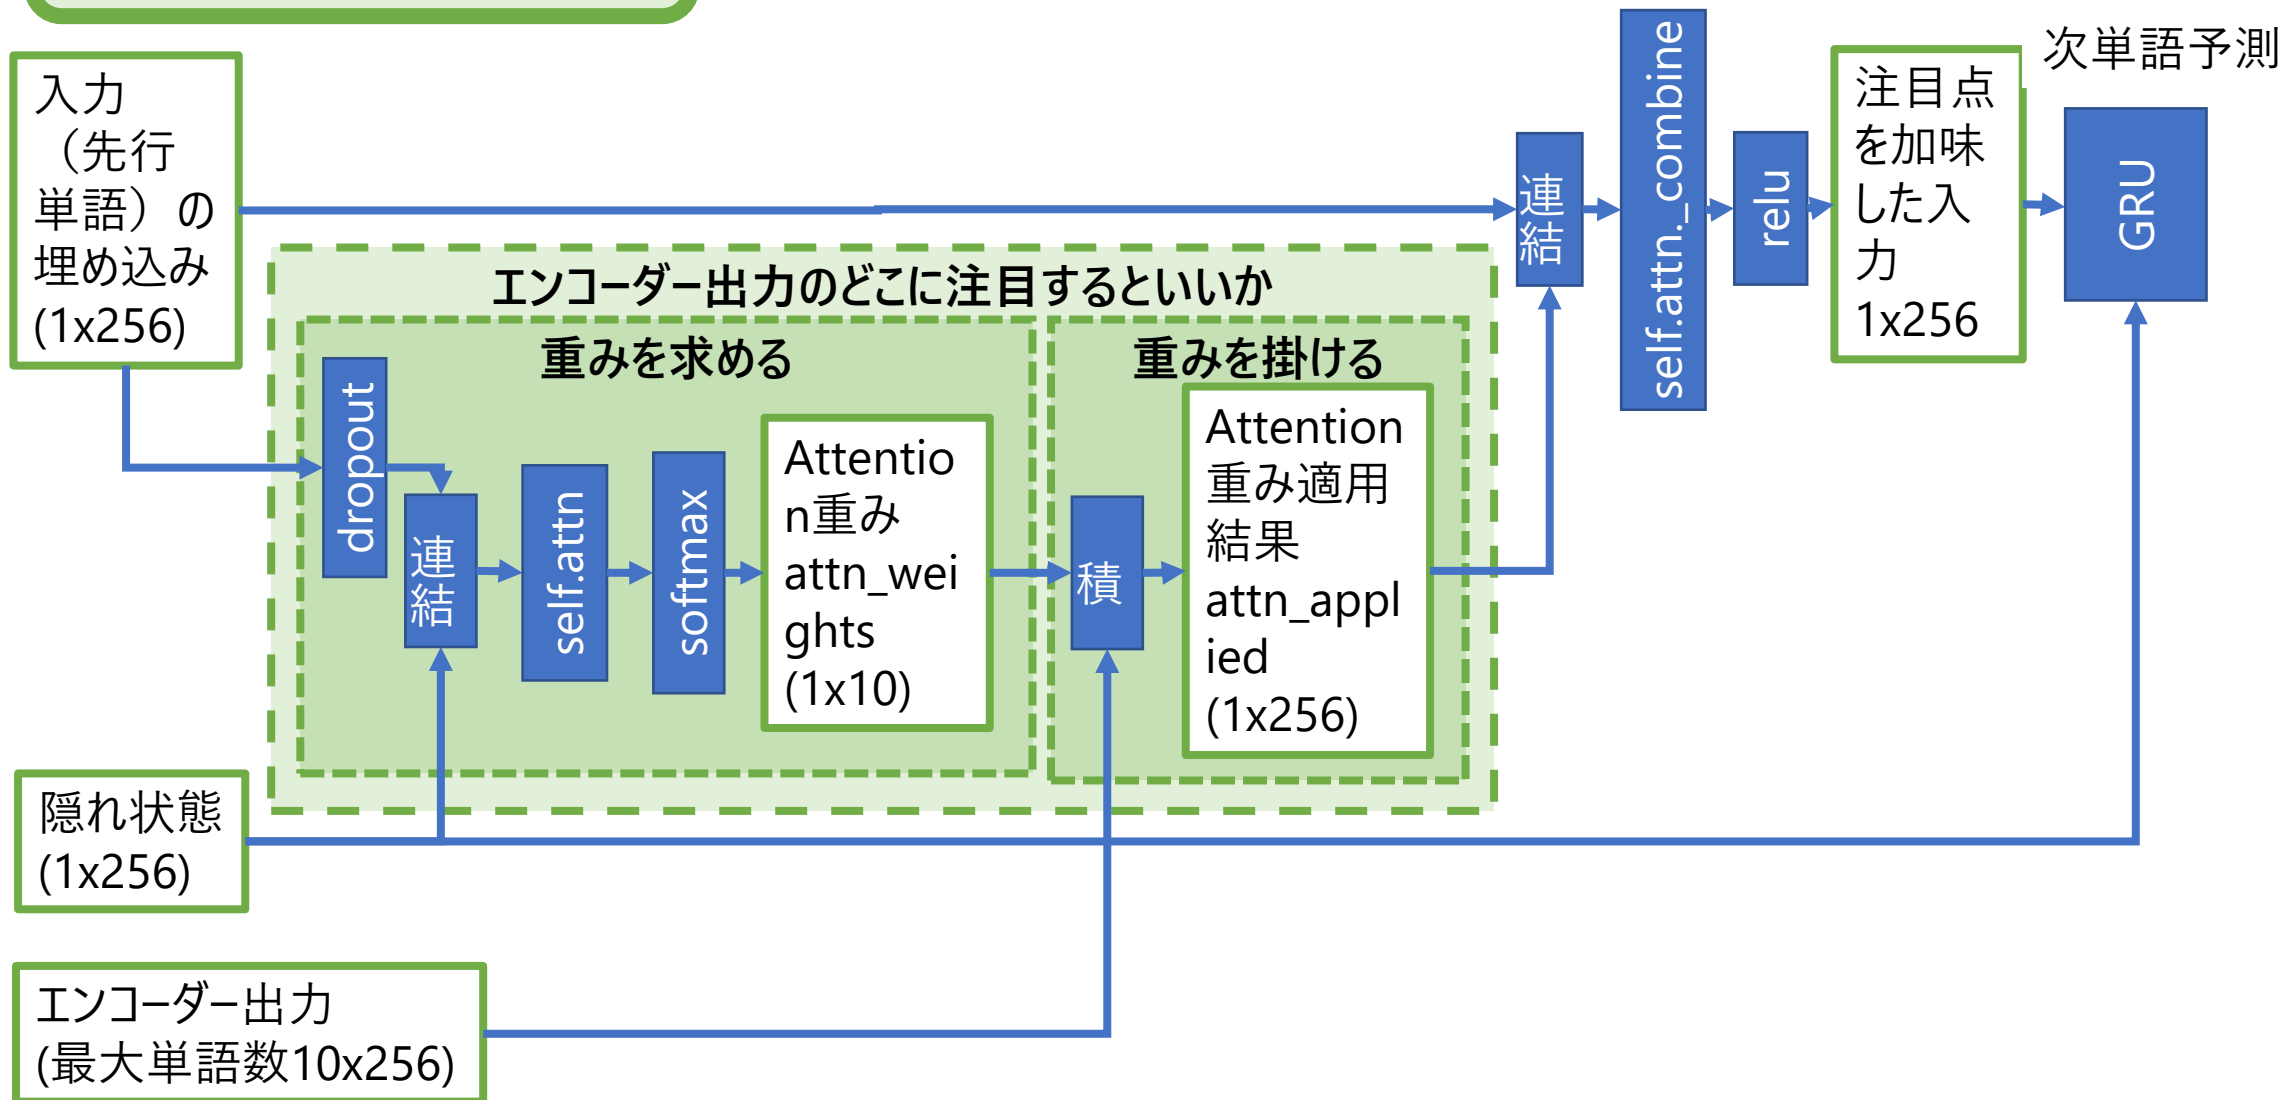 次単語予測
入力
（先行
単語）の
埋め込み
(1x256)
エンコーダー出力のどこに注目するといいか
重みを求める
dropout
連
結
self.attn
softmax
Attentio
n重み
attn_wei
ghts
(1x10)
重みを掛ける
積
Attention
重み適用
結果
attn_appl
ied
(1x256)
連
結
self.attn._combine
relu
注目点
を加味
した入
力
1x256
GRU
隠れ状態
(1x256)
エンコーダー出力
(最大単語数10x256)